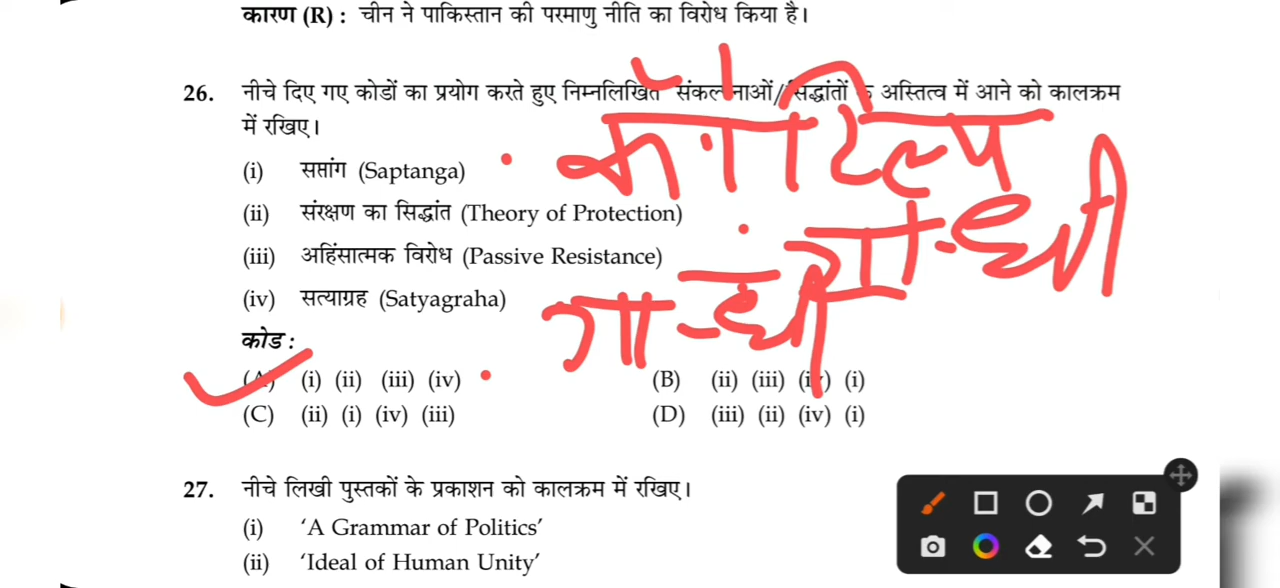 कारण (R) : चीन ने पाकिस्तान की परमाणु नीति का विरोध किया है।
26. नीचे दिए गए कोडों का प्रयोग करते हुए निम्नलिखित संकल्पनाओं/सिद्धांतों के अस्तित्व में आने को कालक्रम
में रखिए।
(i) सप्तांग (Saptanga)
कौटिल्य
(ii) संरक्षण का सिद्धांत (Theory of Protection)
गान्धी
(iii) अहिंसात्मक विरोध (Passive Resistance)
(iv) सत्याग्रह (Satyagraha)
गान्धी
कोड :
(A) (i) (ii) (iii) (iv) (B) (ii) (iii) (iv) (i)
(C) (ii) (i) (iv) (iii) (D) (iii) (ii) (iv) (i)
27. नीचे लिखी पुस्तकों के प्रकाशन को कालक्रम में रखिए।
(i) ‘A Grammar of Politics’
(ii) ‘Ideal of Human Unity’